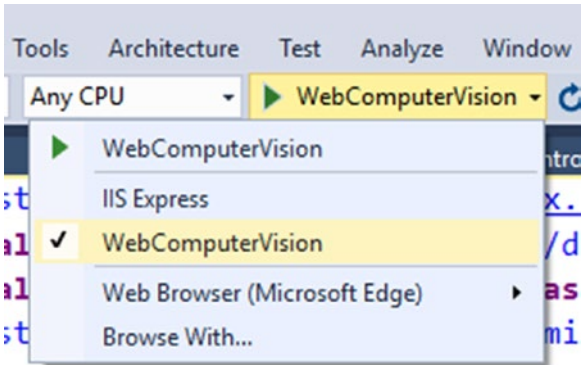 Tools Architecture Test Analyze Window
Any CPU WebComputerVision
WebComputerVision
IIS Express
WebComputerVision
Web Browser (Microsoft Edge)
Browse With...